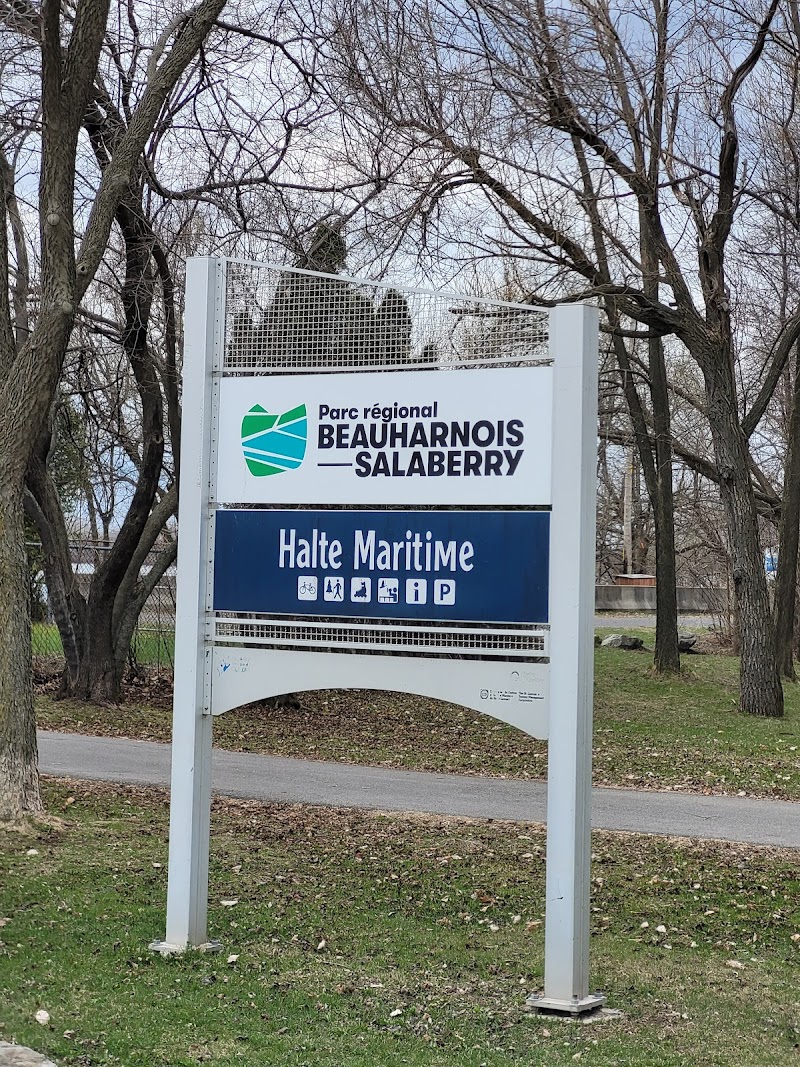 Parc régional
BEAUHARNOIS
—SALABERRY
Halte Maritime
i P